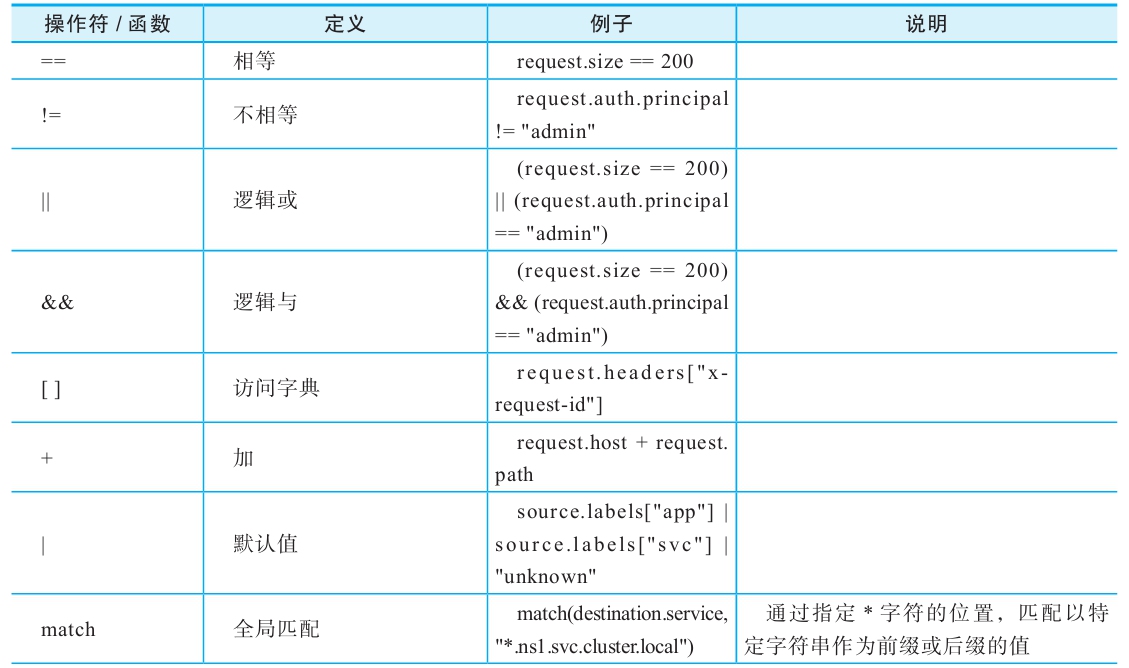 操作符 / 函数 定义 例子 说明
== 相等 request.size == 200
!= 不相等 request.auth.principal
!= "admin"
|| 逻辑或 (request.size == 200)
|| (request.auth.principal
== "admin")
&& 逻辑与 (request.size == 200)
&& (request.auth.principal
== "admin")
[ ] 访问字典 request.headers["x-
request-id"]
+ 加 request.host + request.
path
| 默认值 source.labels["app"] |
source.labels["svc"] |
"unknown"
match 全局匹配 match(destination.service,
"*.ns1.svc.cluster.local")
通过指定 * 字符的位置，匹配以特
定字符串作为前缀或后缀的值